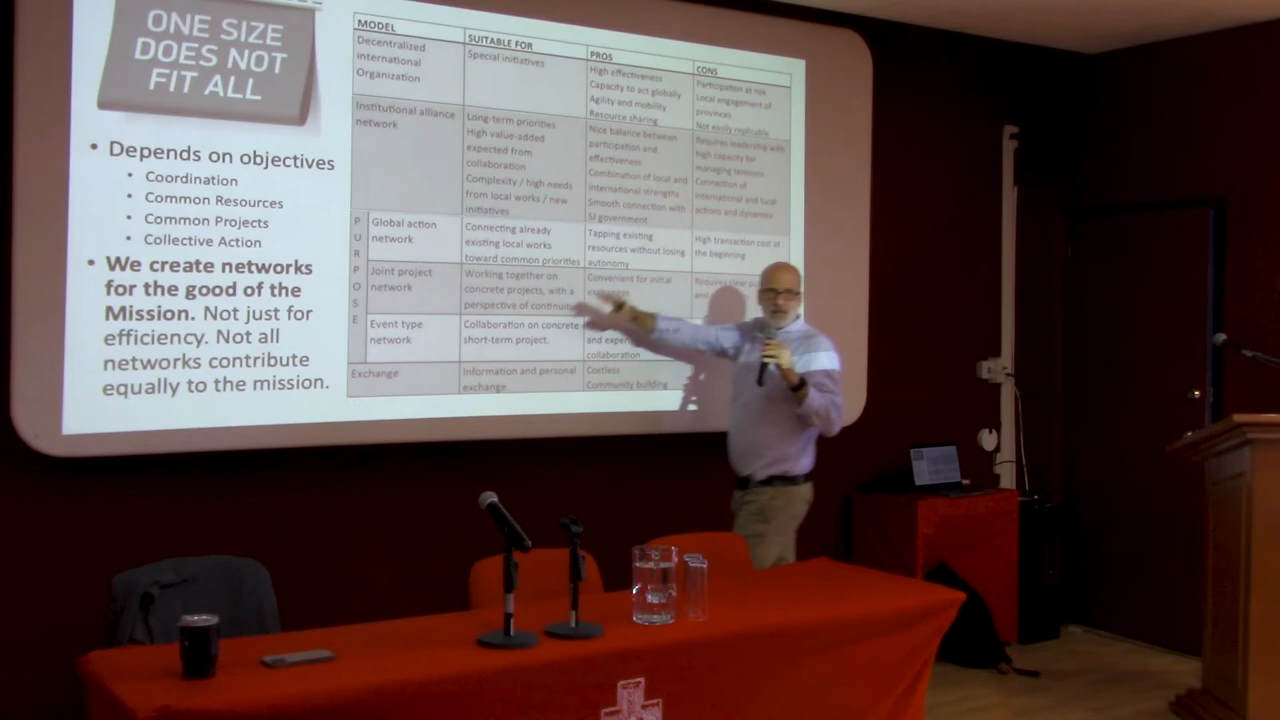 ONE SIZE
DOES NOT
FIT ALL
• Depends on objectives
• Coordination
• Common Resources
• Common Projects
• Collective Action
• We create networks
for the good of the
Mission. Not just for
efficiency. Not all
networks contribute
equally to the mission.
MODEL
SUITABLE FOR
PROS
CONS
Decentralized
international
Organization
Special initiatives
High effectiveness
Capacity to act globally
Agility and mobility
Resource sharing
Participation at risk
Local engagement of
provinces
Not easily replicable
Institutional alliance
network
Long-term priorities
High value-added
expected from
collaboration
Complexity / high needs
from local works / new
initiatives
Nice balance between
participation and
effectiveness
Combination of local and
international strengths
Smooth connection with
SJ government
Requires leadership with
high capacity for
managing tensions
Connection of
international and local
actions and dynamics
PURPOSE
Global action
network
Connecting already
existing local works
toward common priorities
Tapping existing
resources without losing
autonomy
High transaction cost at
the beginning
Joint project
network
Working together on
concrete projects, with a
perspective of continuity
Convenient for initial
Requires clear
and
Event type
network
Collaboration on concrete
short-term project.
of
and
collaboration
Exchange
Information and personal
exchange.
Costless
Community building